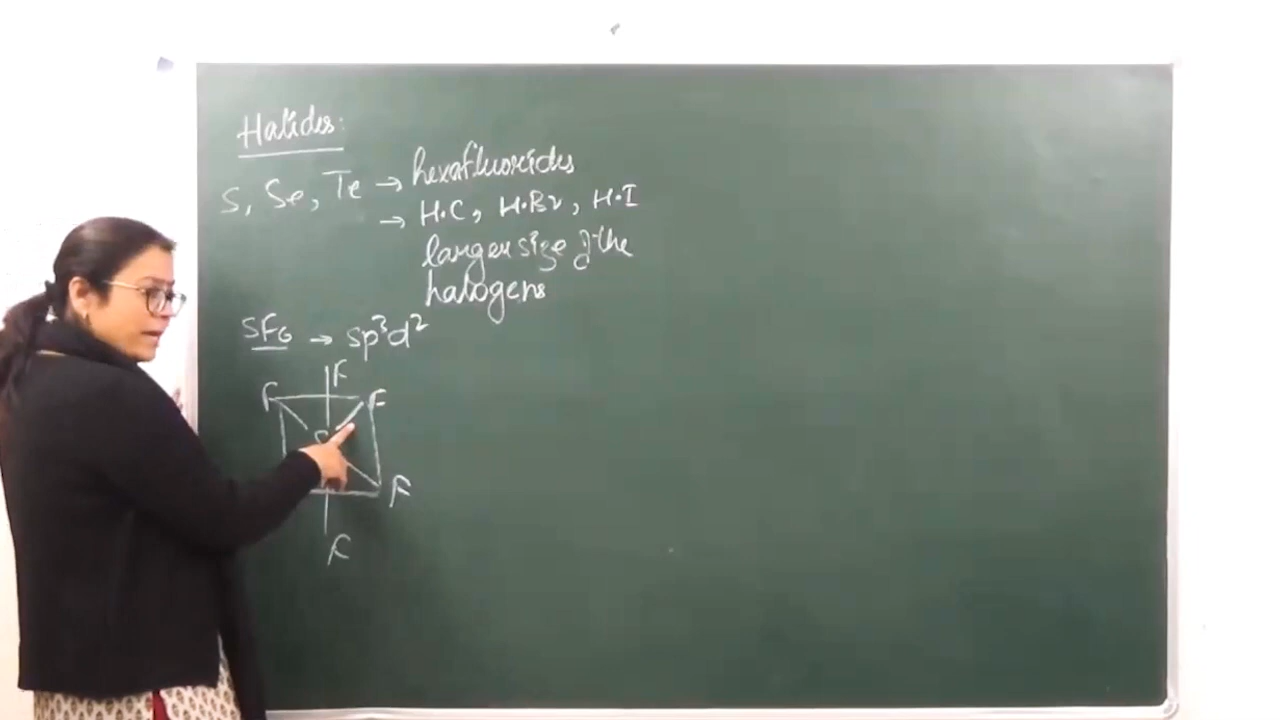 Halides:
S, Se, Te → hexafluorides
→ H.C, H.Br, H.I
larger size of the
halogens
SF6 → sp³d²
F
F F
S
F
F